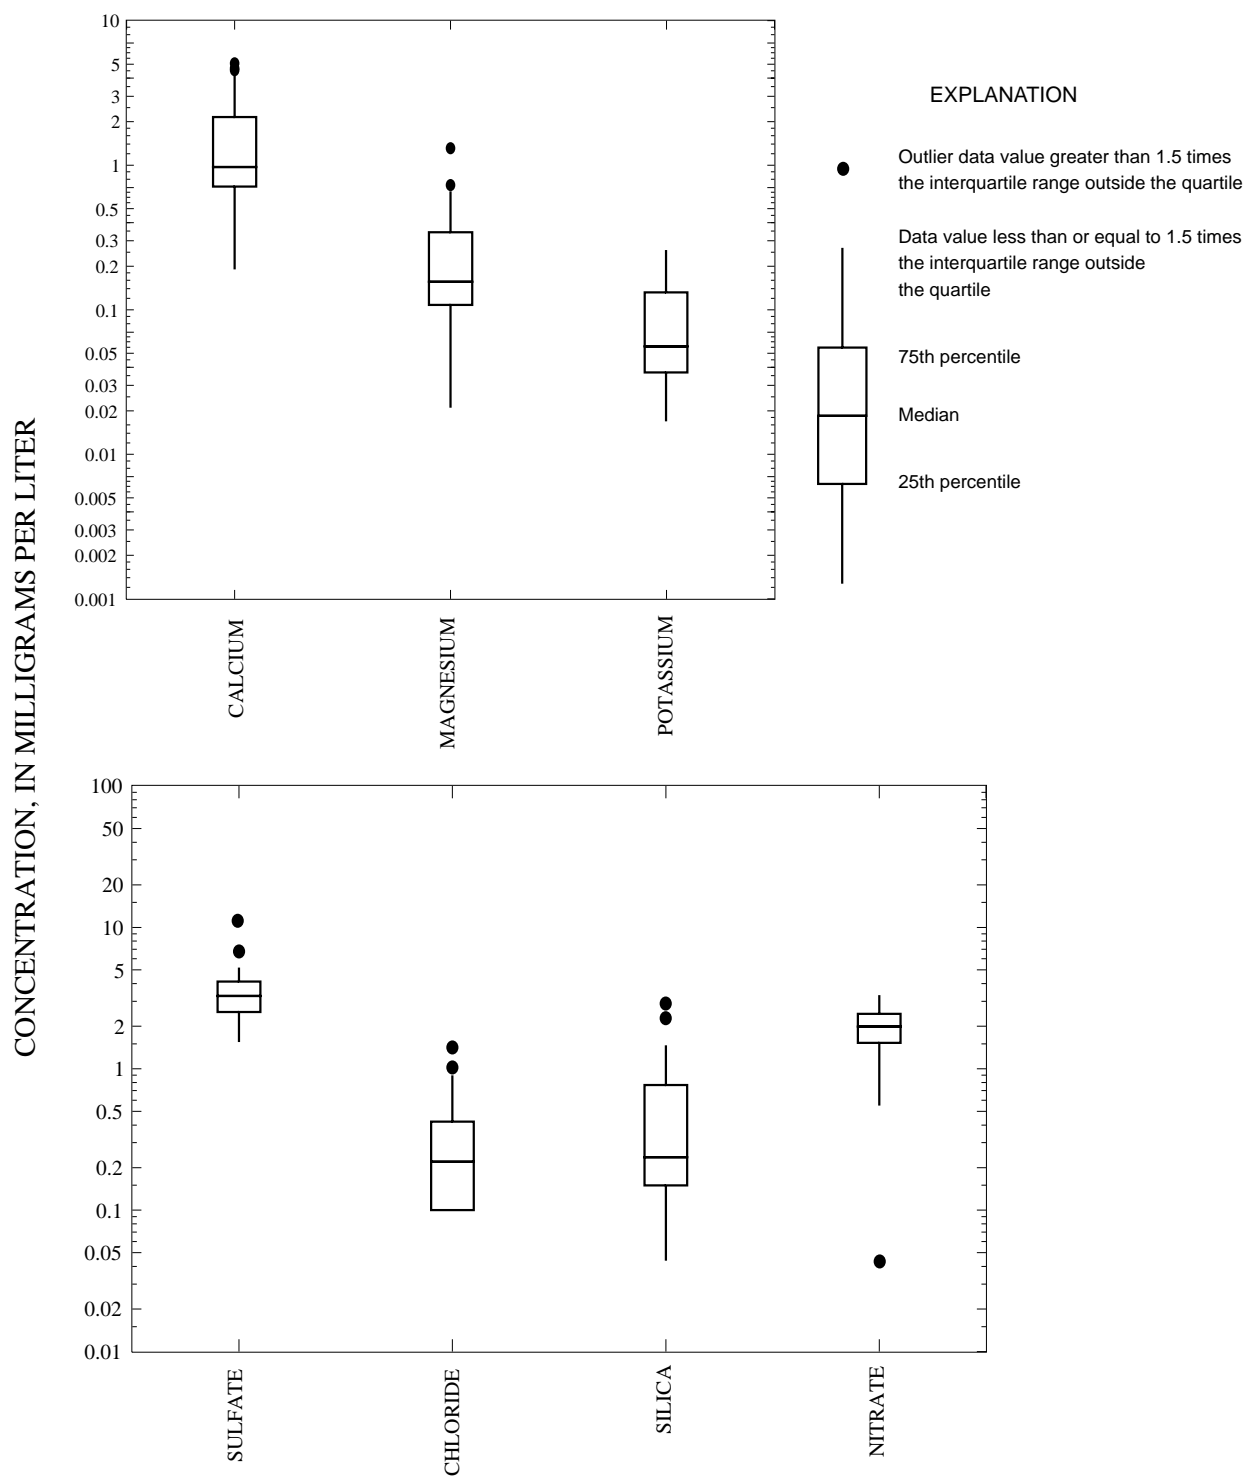 CONCENTRATION, IN MILLIGRAMS PER LITER
10
5
3
2
1
0.5
0.3
0.2
0.1
0.05
0.03
0.02
0.01
0.005
0.003
0.002
0.001
CALCIUM
MAGNESIUM
POTASSIUM
EXPLANATION
Outlier data value greater than 1.5 times
the interquartile range outside the quartile
Data value less than or equal to 1.5 times
the interquartile range outside
the quartile
75th percentile
Median
25th percentile
100
50
20
10
5
2
1
0.5
0.2
0.1
0.05
0.02
0.01
SULFATE
CHLORIDE
SILICA
NITRATE